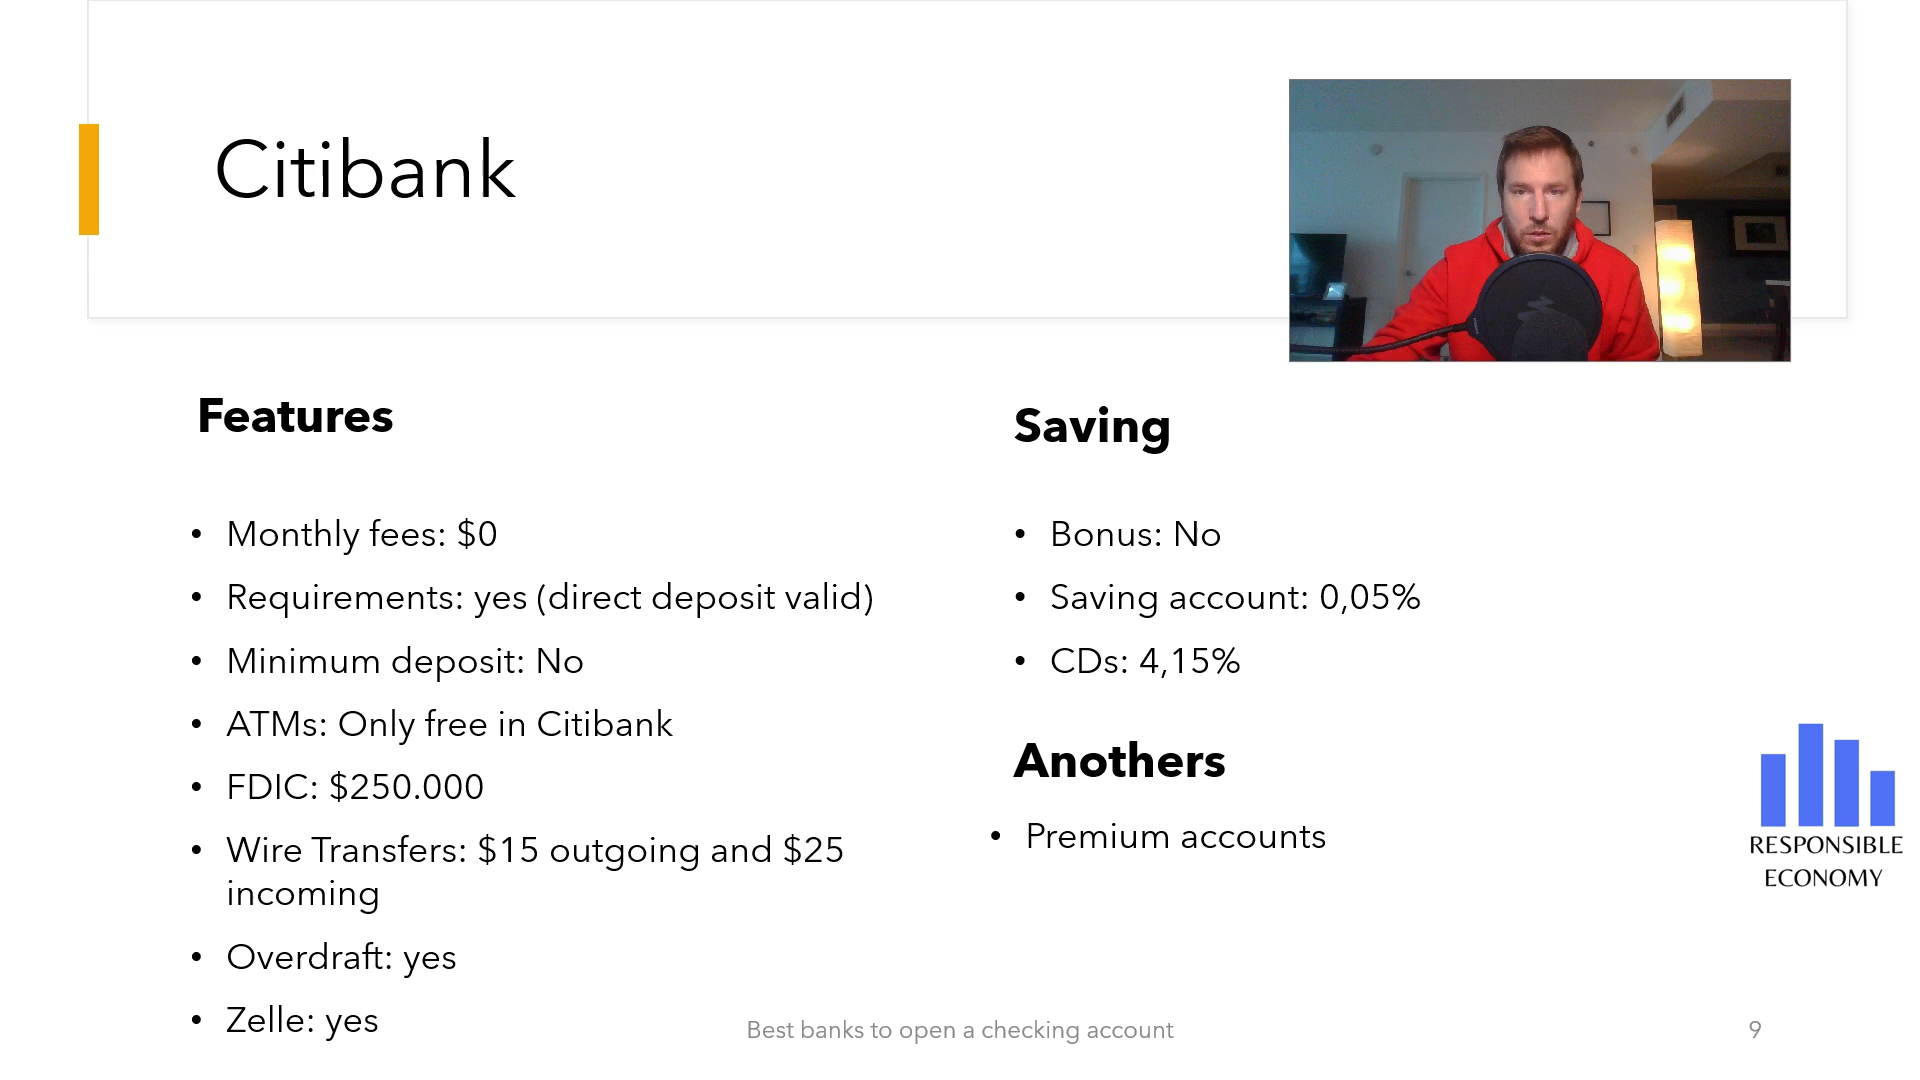 Citibank
Features
• Monthly fees: $0
• Requirements: yes (direct deposit valid)
• Minimum deposit: No
• ATMs: Only free in Citibank
• FDIC: $250.000
• Wire Transfers: $15 outgoing and $25
incoming
• Overdraft: yes
• Zelle: yes
Saving
• Bonus: No
• Saving account: 0,05%
• CDs: 4,15%
Anothers
• Premium accounts
RESPONSIBLE
ECONOMY
Best banks to open a checking account
9